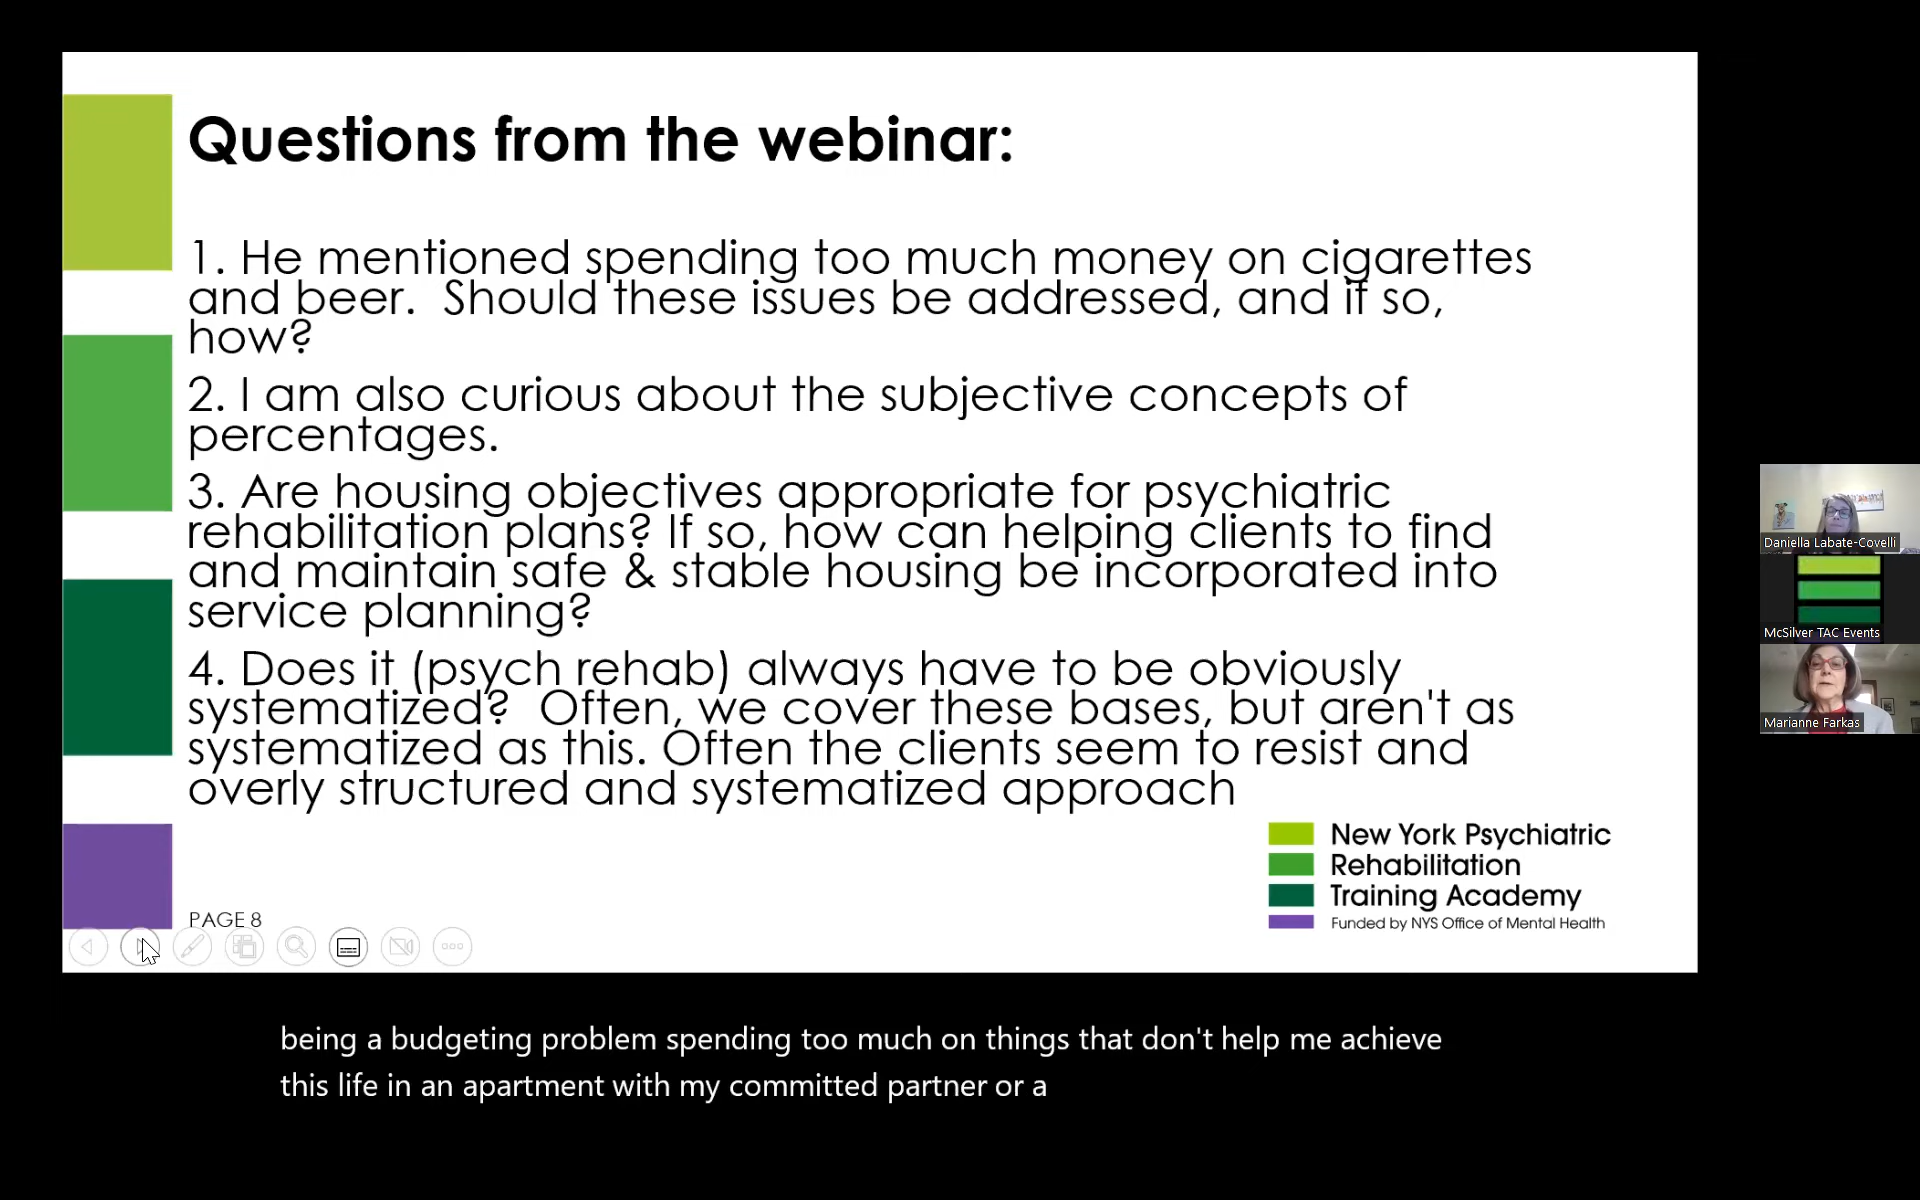 Questions from the webinar:
1. He mentioned spending too much money on cigarettes
and beer.  Should these issues be addressed, and if so,
how?
2. I am also curious about the subjective concepts of
percentages.
3. Are housing objectives appropriate for psychiatric
rehabilitation plans? If so, how can helping clients to find
and maintain safe & stable housing be incorporated into
service planning?
4. Does it (psych rehab) always have to be obviously
systematized?  Often, we cover these bases, but aren't as
systematized as this. Often the clients seem to resist and
overly structured and systematized approach
New York Psychiatric
Rehabilitation
Training Academy
Funded by NYS Office of Mental Health
PAGE 8
Daniella Labate-Covelli
McSilver TAC Events
Marianne Farkas
being a budgeting problem spending too much on things that don't help me achieve
this life in an apartment with my committed partner or a